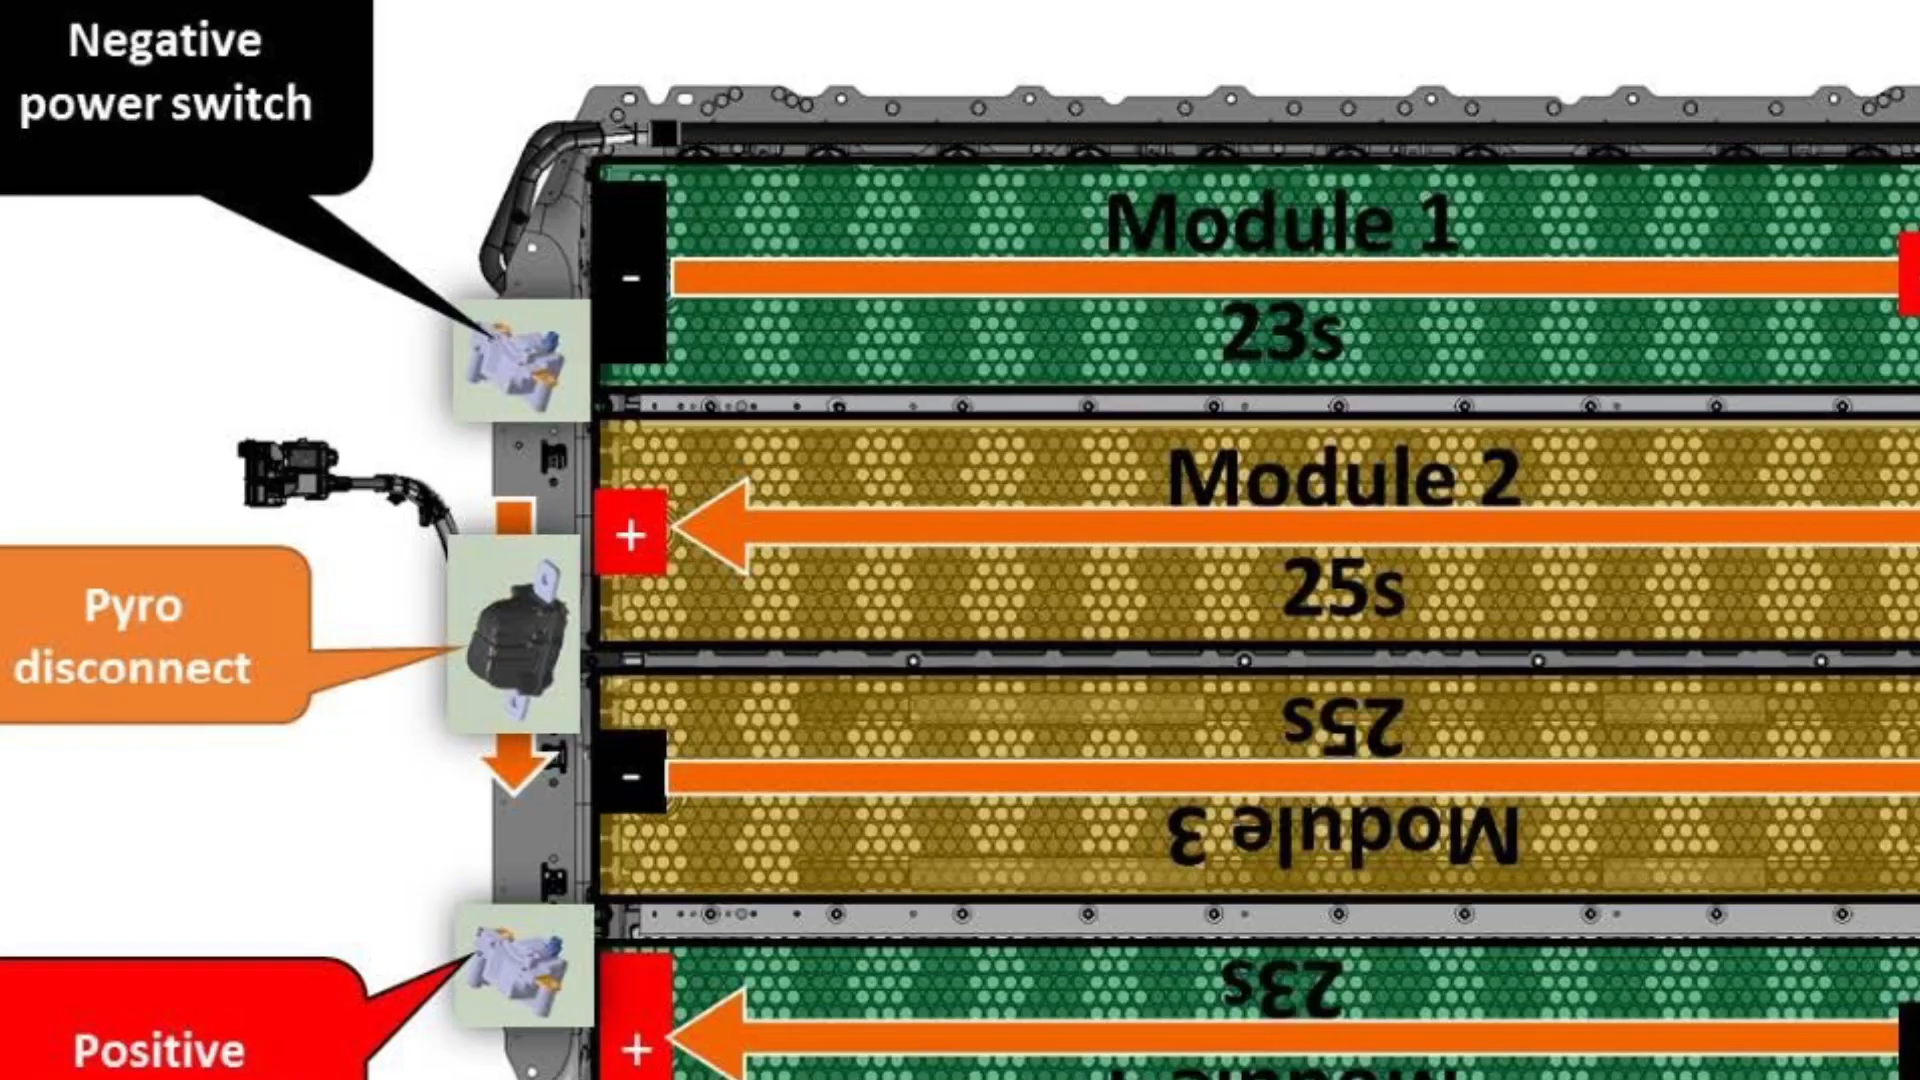 Negative
power switch
Module 1
-
23s
Module 2
+
25s
Pyro
disconnect
25s
-
Module 3
23s
Positive
+